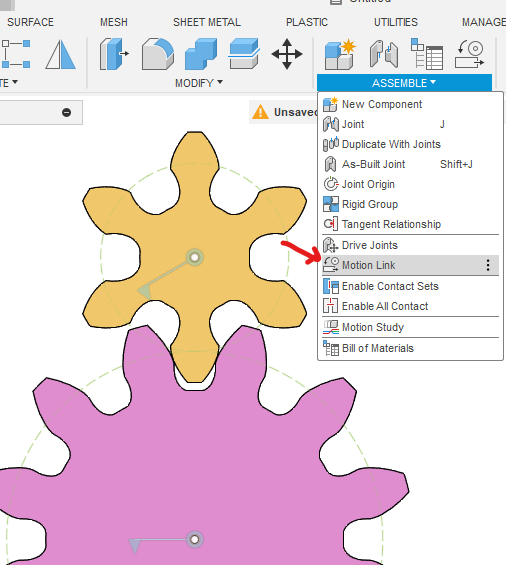 SURFACE MESH SHEET METAL PLASTIC UTILITIES MANAGE
TE MODIFY ASSEMBLE
Unsaved
New Component
Joint J
Duplicate With Joints
As-Built Joint Shift+J
Joint Origin
Rigid Group
Tangent Relationship
Drive Joints
Motion Link
Enable Contact Sets
Enable All Contact
Motion Study
Bill of Materials